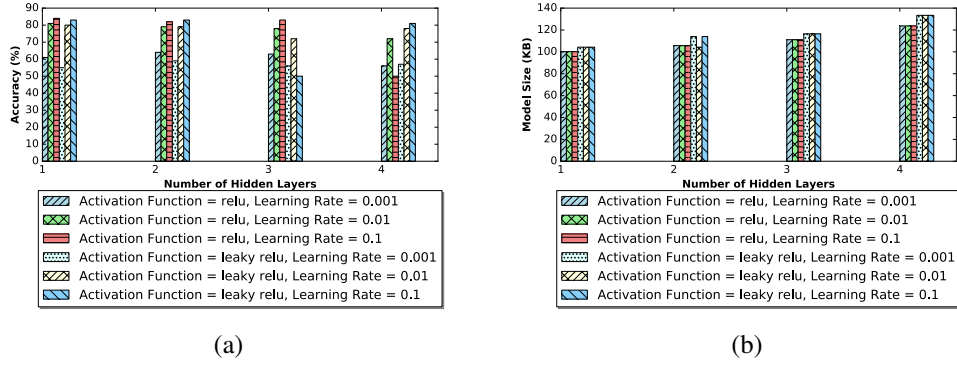 90
80
70
60
50
40
30
20
10
0
Accuracy (%)
1 2 3 4
Number of Hidden Layers
Activation Function = relu, Learning Rate = 0.001
Activation Function = relu, Learning Rate = 0.01
Activation Function = relu, Learning Rate = 0.1
Activation Function = leaky relu, Learning Rate = 0.001
Activation Function = leaky relu, Learning Rate = 0.01
Activation Function = leaky relu, Learning Rate = 0.1
(a)
140
120
100
80
60
40
20
0
Model Size (KB)
1 2 3 4
Number of Hidden Layers
Activation Function = relu, Learning Rate = 0.001
Activation Function = relu, Learning Rate = 0.01
Activation Function = relu, Learning Rate = 0.1
Activation Function = leaky relu, Learning Rate = 0.001
Activation Function = leaky relu, Learning Rate = 0.01
Activation Function = leaky relu, Learning Rate = 0.1
(b)